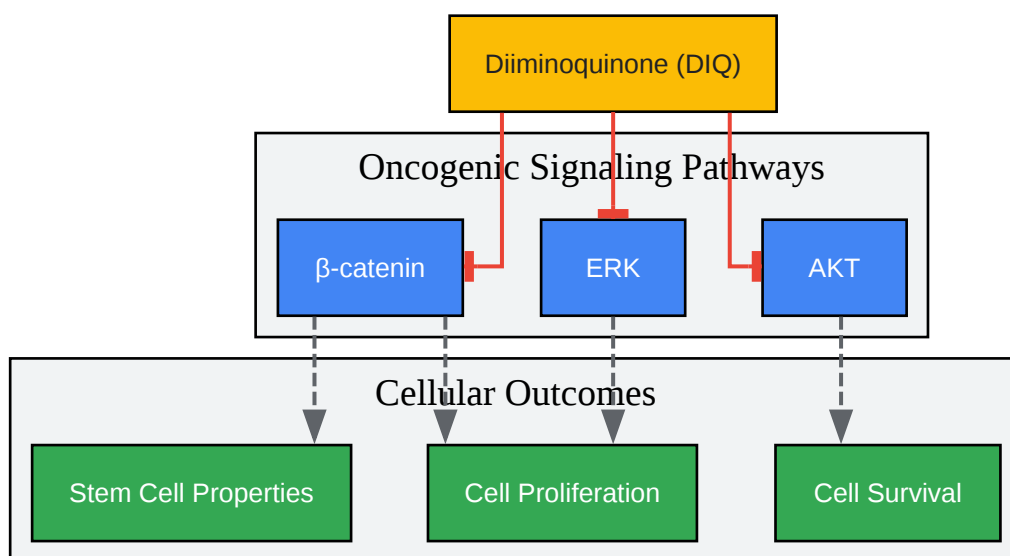 Diiminoquinone (DIQ)
Oncogenic Signaling Pathways
β-catenin
ERK
AKT
Cellular Outcomes
Stem Cell Properties
Cell Proliferation
Cell Survival